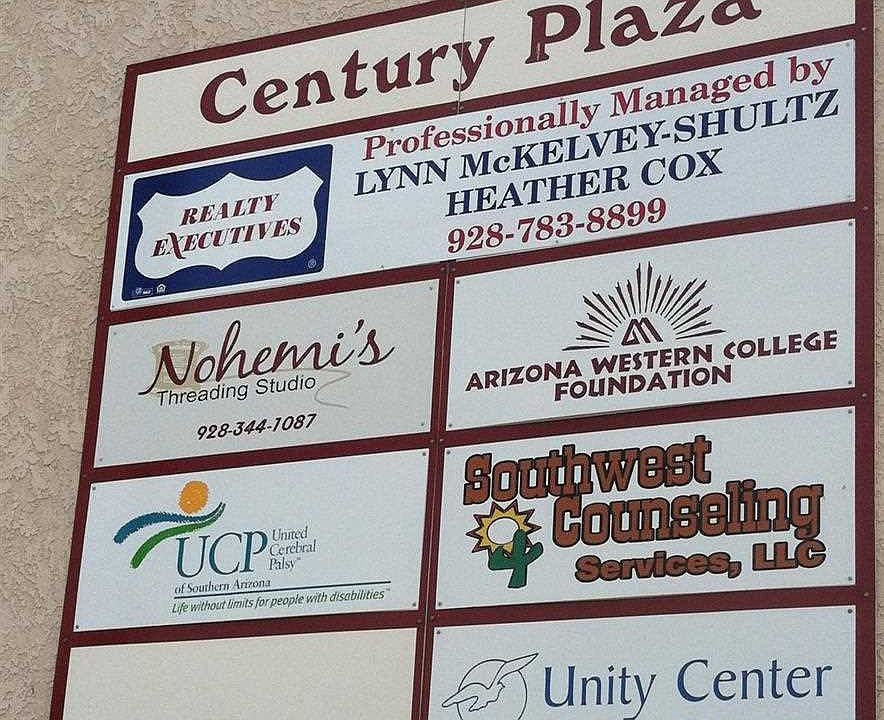 Century Plaza
REALTY
EXECUTIVES
®
Professionally Managed by
LYNN McKELVEY-SHULTZ
HEATHER COX
928-783-8899
Nohemi's
Threading Studio
928-344-1087
ARIZONA WESTERN COLLEGE
FOUNDATION
UCP United
Cerebral
Palsy™
of Southern Arizona
Life without limits for people with disabilities™
Southwest
Counseling
Services, LLC
Unity Center